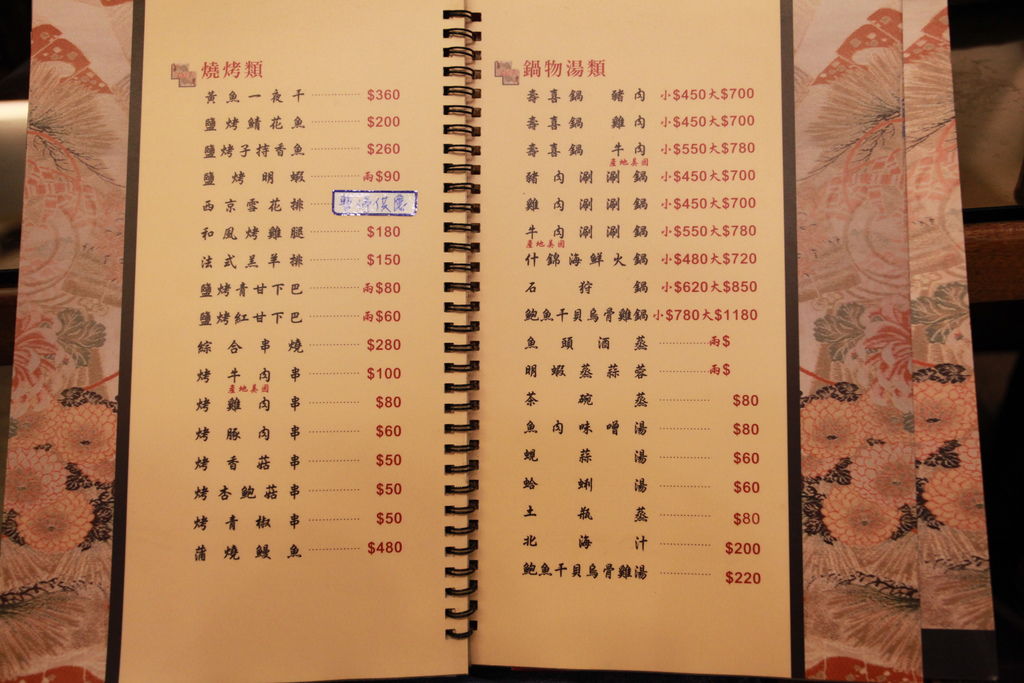 燒烤類
黃魚一夜干 $360
鹽烤鯖花魚 $200
鹽烤子持香魚 $260
鹽烤明蝦 兩$90
西京雪花排 暫停供應
和風烤雞腿 $180
法式羔羊排 $150
鹽烤青甘下巴 兩$80
鹽烤紅甘下巴 兩$60
綜合串燒 $280
烤牛肉串 $100
產地美國
烤雞肉串 $80
烤豚肉串 $60
烤香菇串 $50
烤杏鮑菇串 $50
烤青椒串 $50
蒲燒鰻魚 $480
鍋物湯類
壽喜鍋 豬肉 小$450大$700
壽喜鍋 雞肉 小$450大$700
壽喜鍋 牛肉 小$550大$780
產地美國
豬肉涮涮鍋 小$450大$700
雞肉涮涮鍋 小$450大$700
牛肉涮涮鍋 小$550大$780
產地美國
什錦海鮮火鍋 小$480大$720
石狩鍋 小$620大$850
鮑魚干貝烏骨雞鍋 小$780大$1180
魚頭酒蒸 兩$
明蝦蒸蒜蓉 兩$
茶碗蒸 $80
魚肉味噌湯 $80
蜆蒜湯 $60
蛤蜊湯 $60
土瓶蒸 $80
北海汁 $200
鮑魚干貝烏骨雞湯 $220